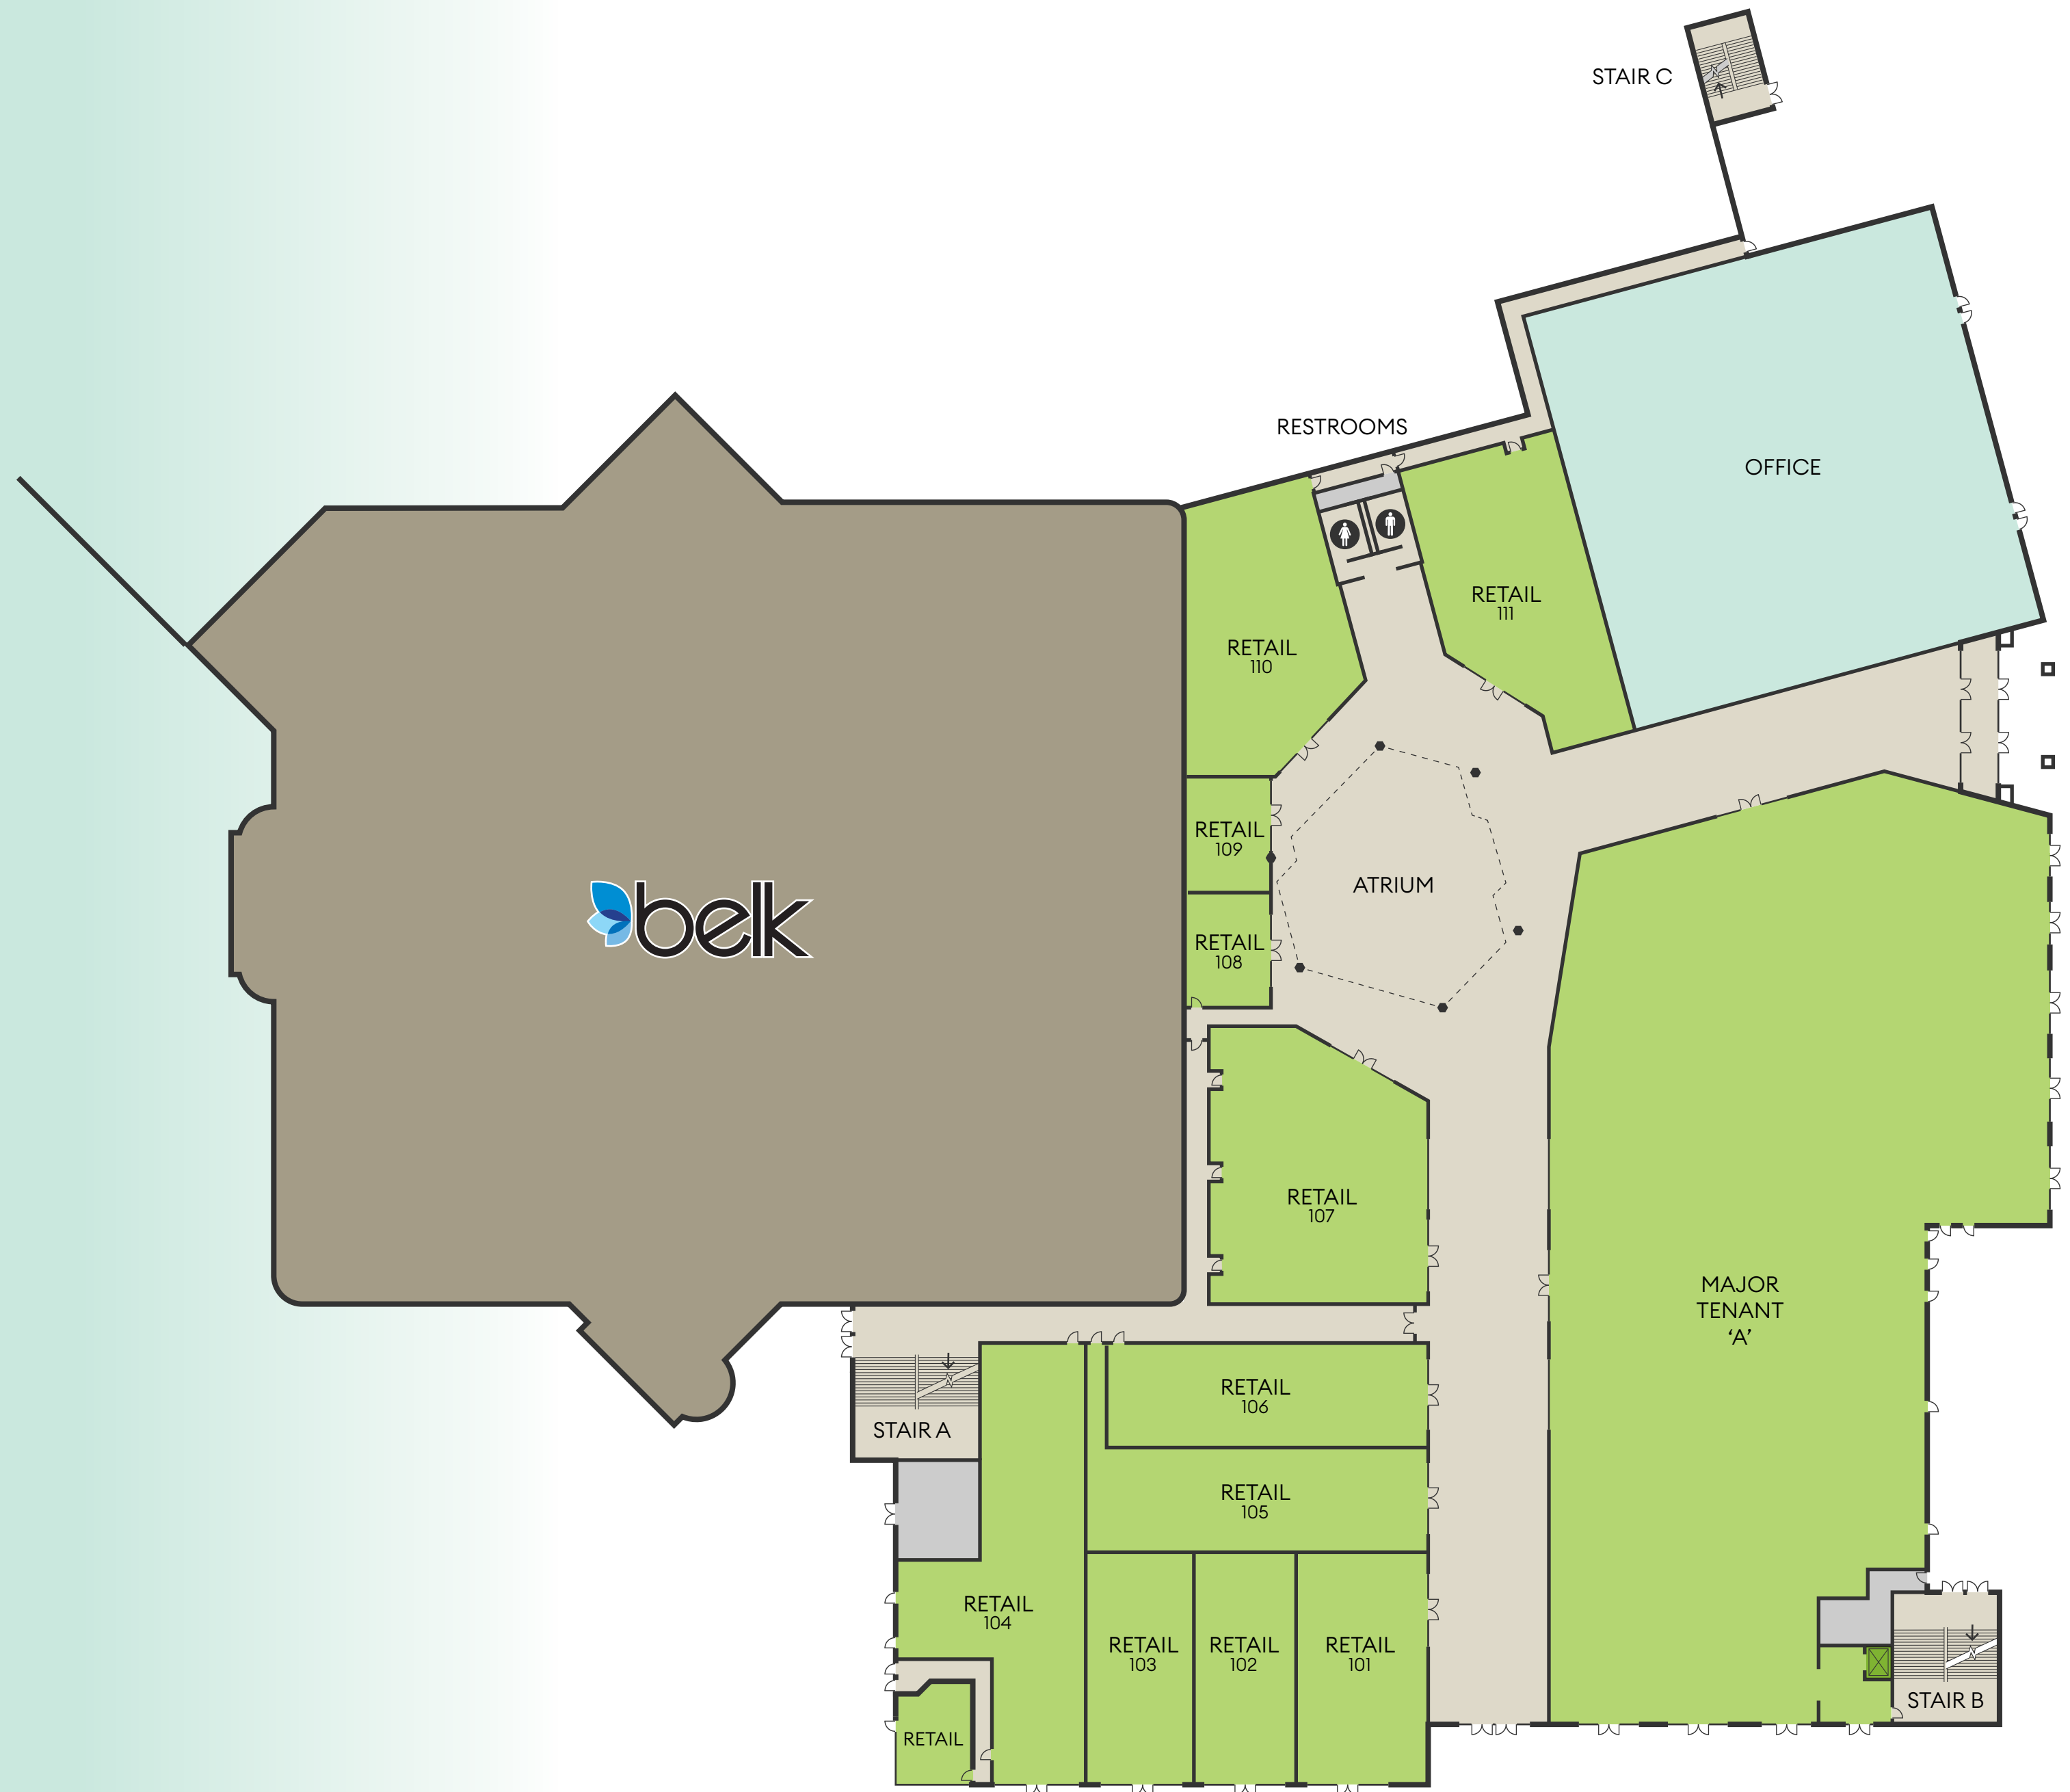 STAIR C
RESTROOMS
OFFICE
RETAIL
111
RETAIL
110
RETAIL
109
ATRIUM
belk
RETAIL
108
RETAIL
107
MAJOR
TENANT
‘A’
RETAIL
106
STAIR A
RETAIL
105
RETAIL
104
RETAIL
103
RETAIL
102
RETAIL
101
STAIR B
RETAIL